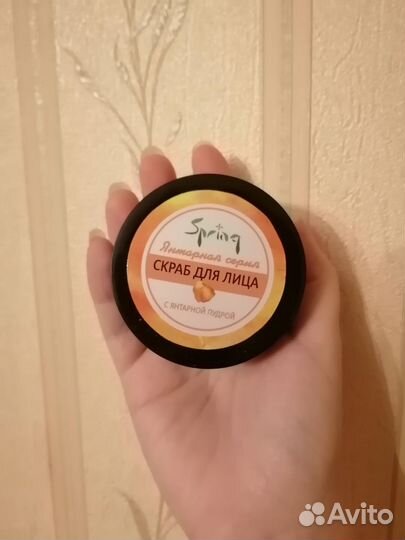 Spring
Янтарная серия
СКРАБ ДЛЯ ЛИЦА
С ЯНТАРНОЙ ПУДРОЙ
Avito